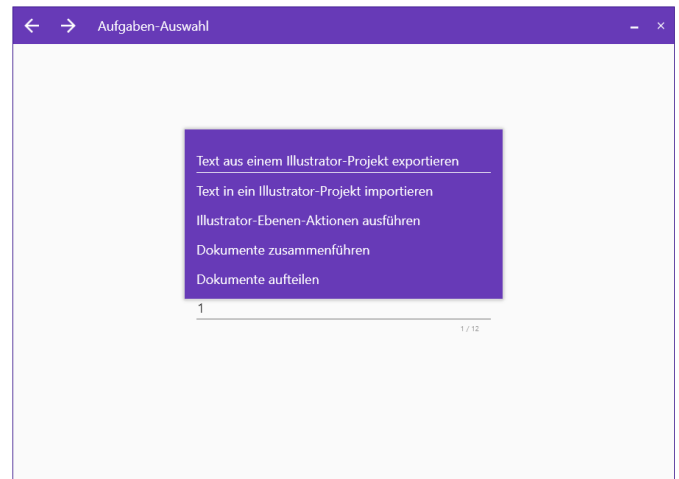 Aufgaben-Auswahl
Text aus einem Illustrator-Projekt exportieren
Text in ein Illustrator-Projekt importieren
Illustrator-Ebenen-Aktionen ausführen
Dokumente zusammenführen
Dokumente aufteilen
1
1 / 12